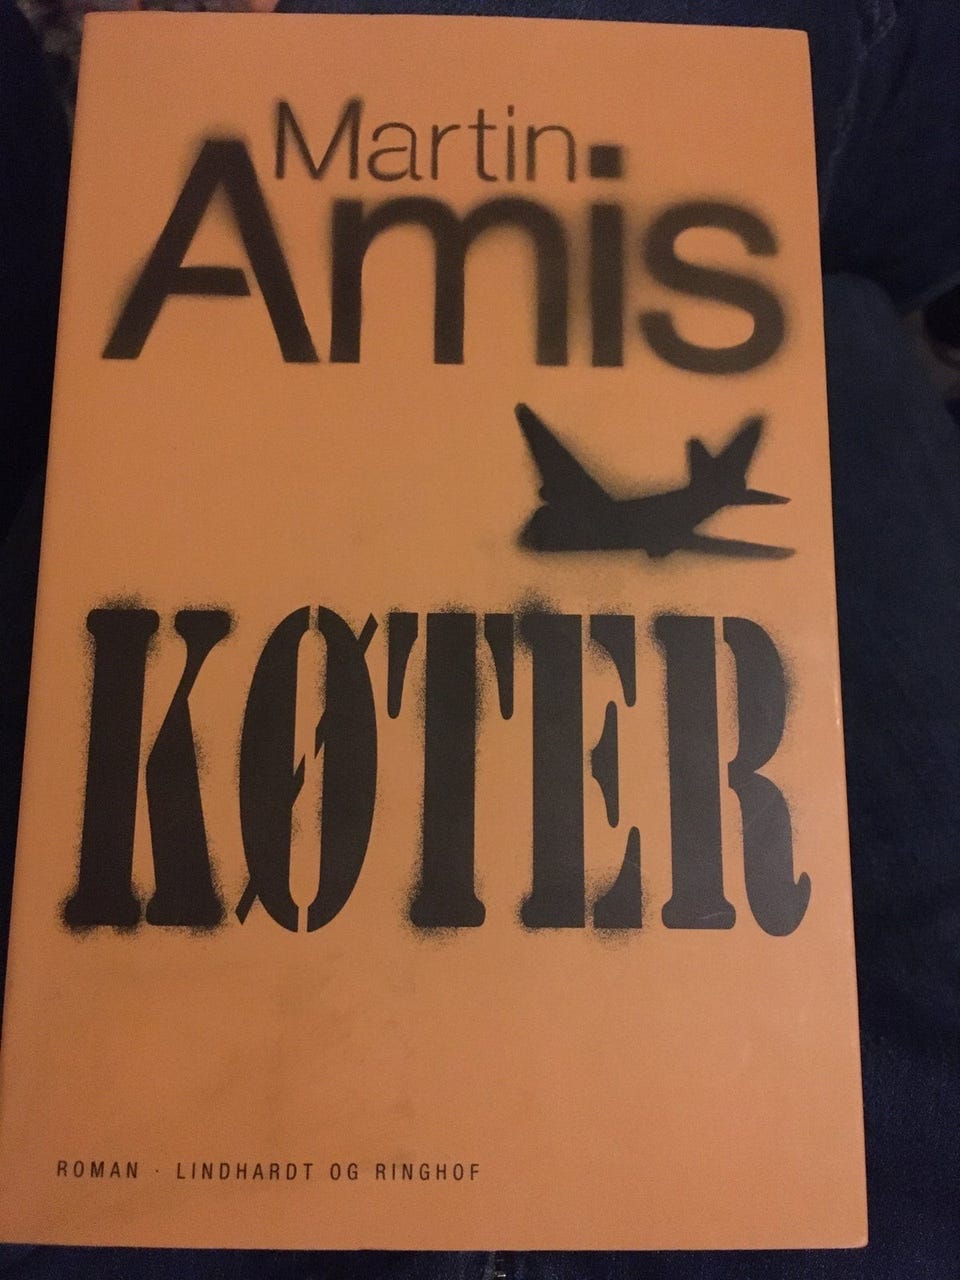 Martin
Amis
KØTER
ROMAN · LINDHARDT OG RINGHOF